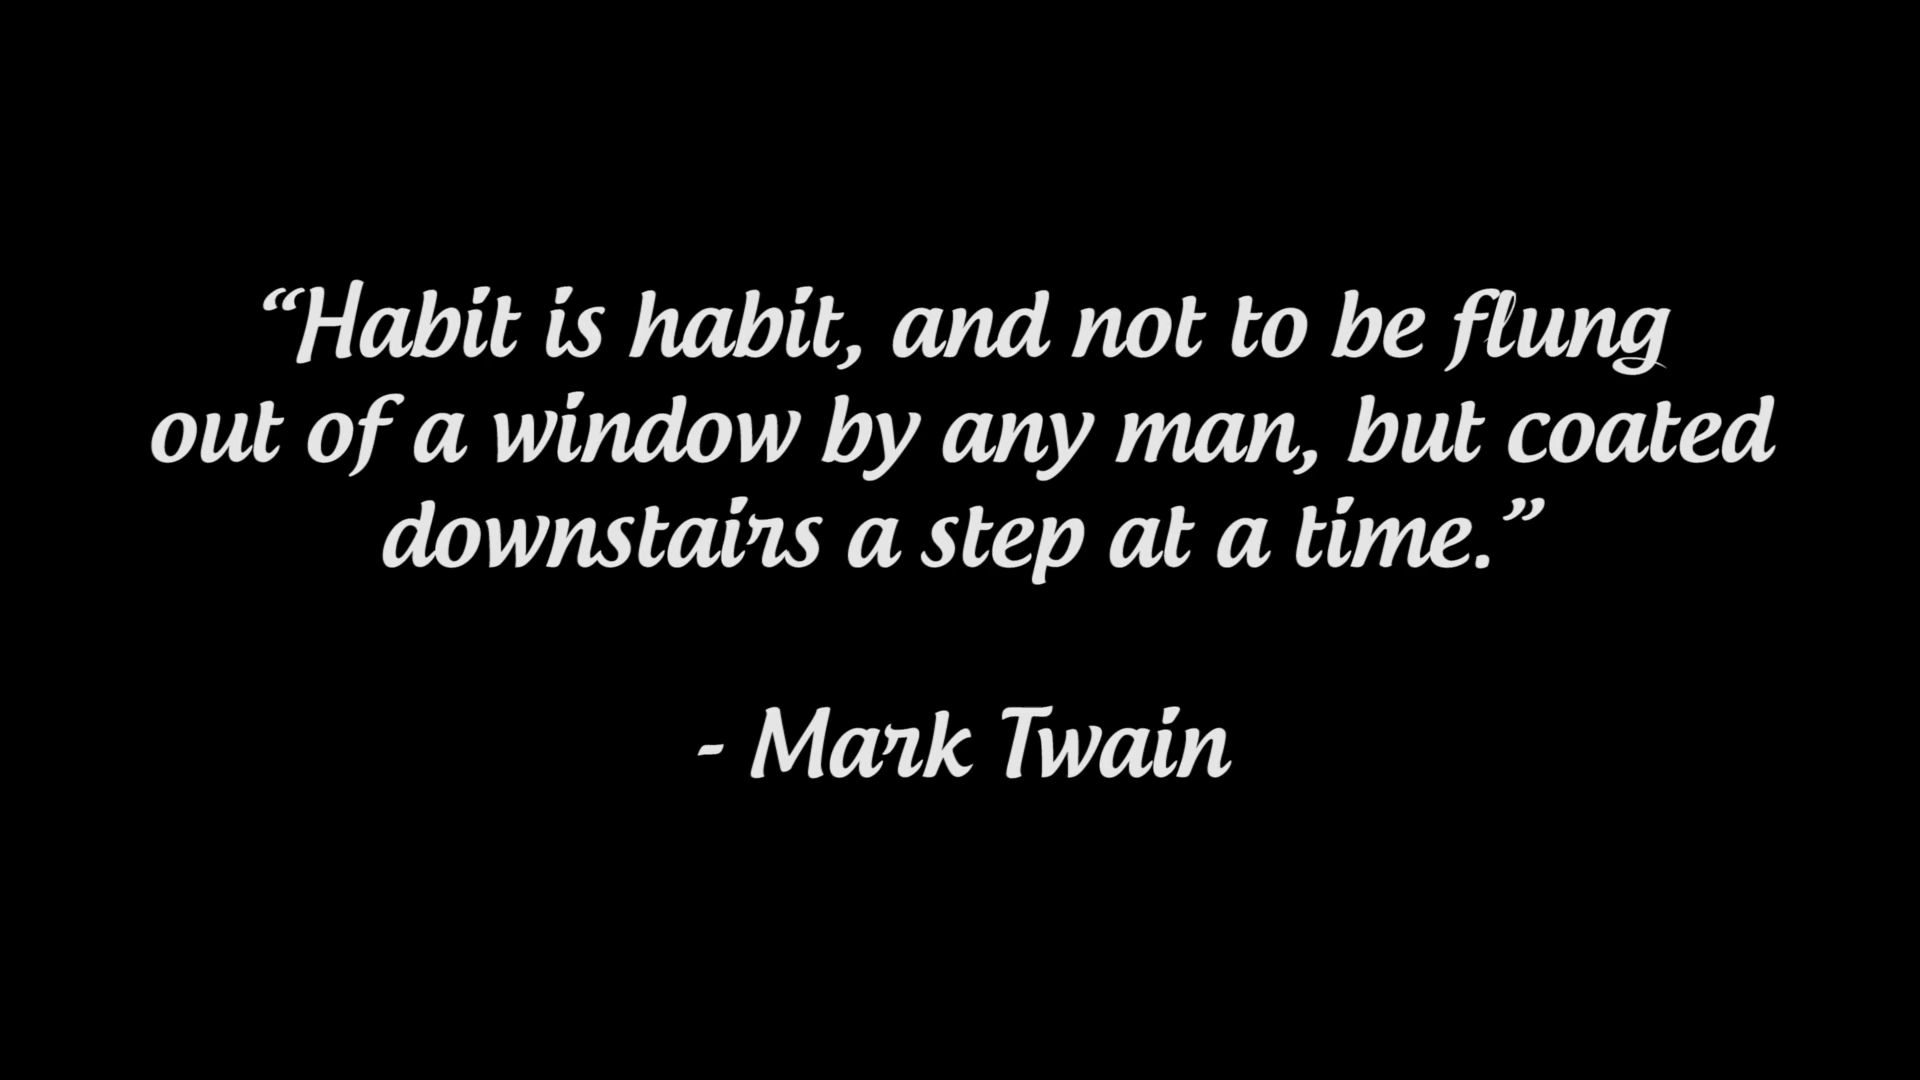 “Habit is habit, and not to be flung
out of a window by any man, but coated
downstairs a step at a time.”
- Mark Twain